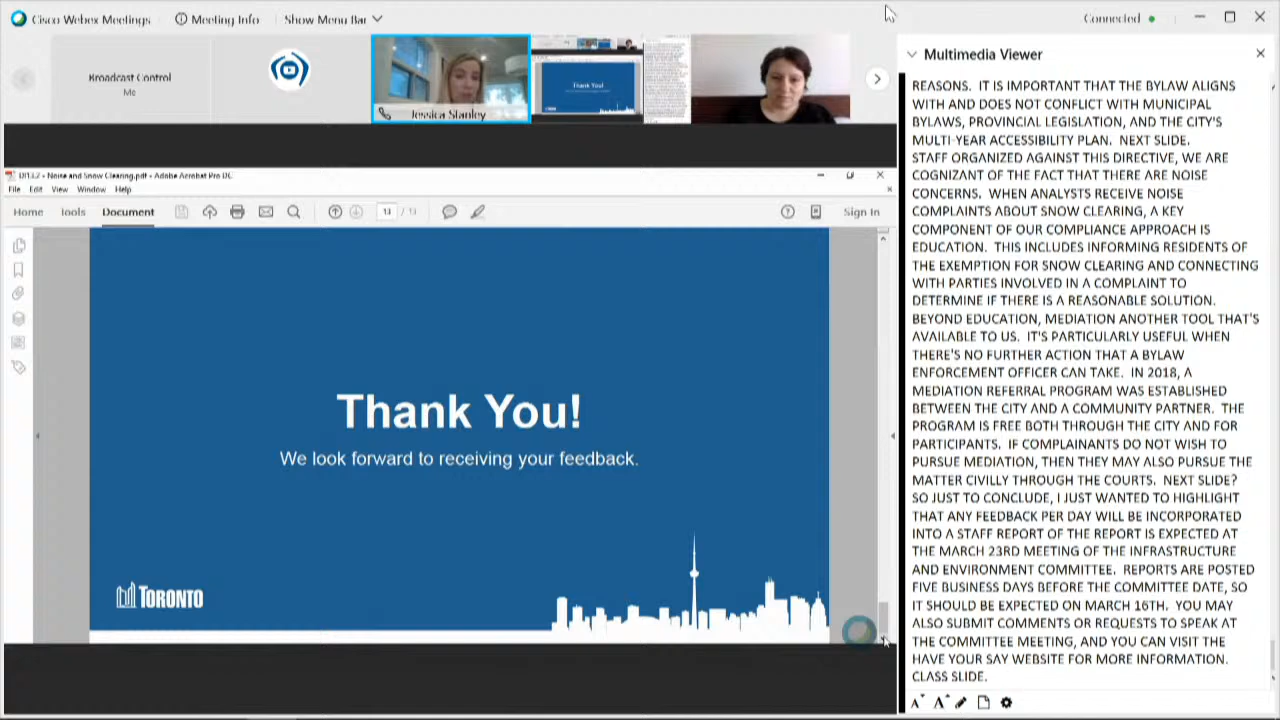 Cisco Webex Meetings
Meeting Info
Show Menu Bar
Connected
Broadcast Control
Me
Jessica Stanley
Thank You!
DI13.2 - Noise and Snow Clearing.pdf - Adobe Acrobat Pro DC
File Edit View Window Help
Home Tools Document
13 / 13
Sign In
Thank You!
We look forward to receiving your feedback.
TORONTO
Multimedia Viewer
REASONS. IT IS IMPORTANT THAT THE BYLAW ALIGNS
WITH AND DOES NOT CONFLICT WITH MUNICIPAL
BYLAWS, PROVINCIAL LEGISLATION, AND THE CITY'S
MULTI-YEAR ACCESSIBILITY PLAN. NEXT SLIDE.
STAFF ORGANIZED AGAINST THIS DIRECTIVE, WE ARE
COGNIZANT OF THE FACT THAT THERE ARE NOISE
CONCERNS. WHEN ANALYSTS RECEIVE NOISE
COMPLAINTS ABOUT SNOW CLEARING, A KEY
COMPONENT OF OUR COMPLIANCE APPROACH IS
EDUCATION. THIS INCLUDES INFORMING RESIDENTS OF
THE EXEMPTION FOR SNOW CLEARING AND CONNECTING
WITH PARTIES INVOLVED IN A COMPLAINT TO
DETERMINE IF THERE IS A REASONABLE SOLUTION.
BEYOND EDUCATION, MEDIATION ANOTHER TOOL THAT'S
AVAILABLE TO US. IT'S PARTICULARLY USEFUL WHEN
THERE'S NO FURTHER ACTION THAT A BYLAW
ENFORCEMENT OFFICER CAN TAKE. IN 2018, A
MEDIATION REFERRAL PROGRAM WAS ESTABLISHED
BETWEEN THE CITY AND A COMMUNITY PARTNER. THE
PROGRAM IS FREE BOTH THROUGH THE CITY AND FOR
PARTICIPANTS. IF COMPLAINANTS DO NOT WISH TO
PURSUE MEDIATION, THEN THEY MAY ALSO PURSUE THE
MATTER CIVILLY THROUGH THE COURTS. NEXT SLIDE?
SO JUST TO CONCLUDE, I JUST WANTED TO HIGHLIGHT
THAT ANY FEEDBACK PER DAY WILL BE INCORPORATED
INTO A STAFF REPORT OF THE REPORT IS EXPECTED AT
THE MARCH 23RD MEETING OF THE INFRASTRUCTURE
AND ENVIRONMENT COMMITTEE. REPORTS ARE POSTED
FIVE BUSINESS DAYS BEFORE THE COMMITTEE DATE, SO
IT SHOULD BE EXPECTED ON MARCH 16TH. YOU MAY
ALSO SUBMIT COMMENTS OR REQUESTS TO SPEAK AT
THE COMMITTEE MEETING, AND YOU CAN VISIT THE
HAVE YOUR SAY WEBSITE FOR MORE INFORMATION.
CLASS SLIDE.